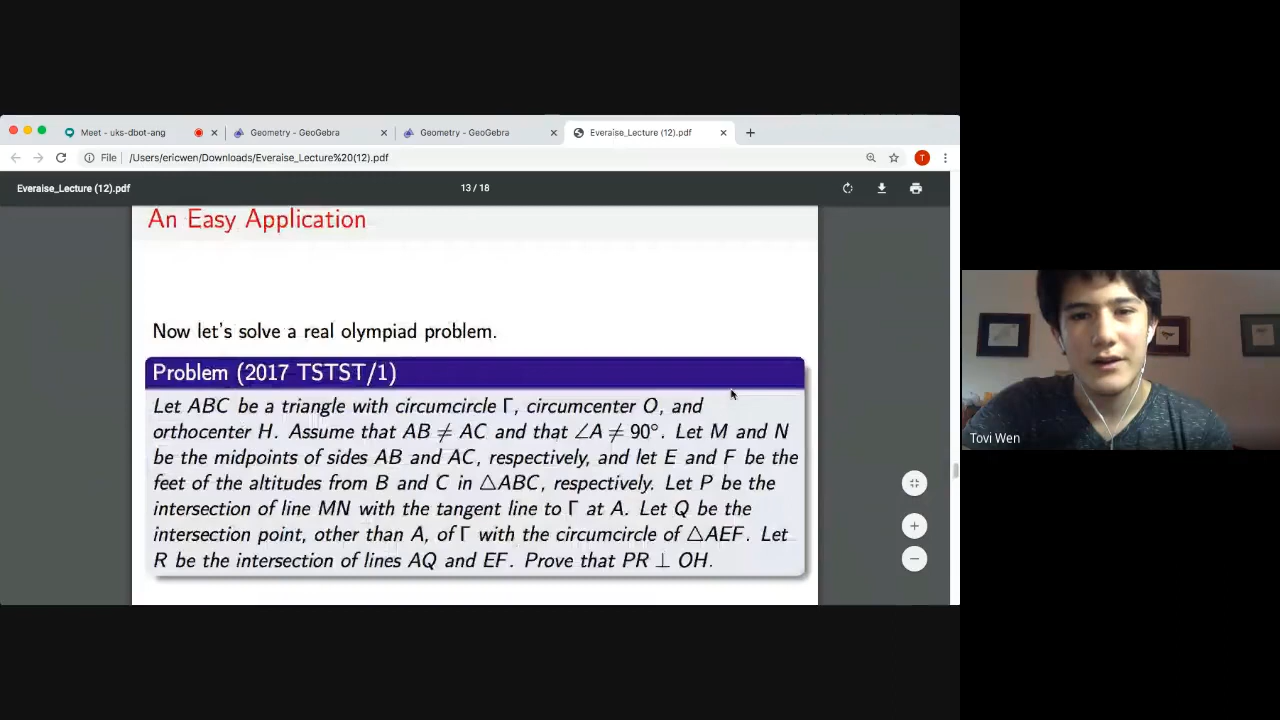 Meet - uks-dbot-ang
Geometry - GeoGebra
Geometry - GeoGebra
Everaise_Lecture (12).pdf
File
/Users/ericwen/Downloads/Everaise_Lecture%20(12).pdf
T
Everaise_Lecture (12).pdf
13 / 18
An Easy Application
Now let's solve a real olympiad problem.
Problem (2017 TSTST/1)
Let ABC be a triangle with circumcircle Γ, circumcenter O, and
orthocenter H. Assume that AB ≠ AC and that ∠A ≠ 90°. Let M and N
be the midpoints of sides AB and AC, respectively, and let E and F be the
feet of the altitudes from B and C in △ABC, respectively. Let P be the
intersection of line MN with the tangent line to Γ at A. Let Q be the
intersection point, other than A, of Γ with the circumcircle of △AEF. Let
R be the intersection of lines AQ and EF. Prove that PR ⊥ OH.
Tovi Wen